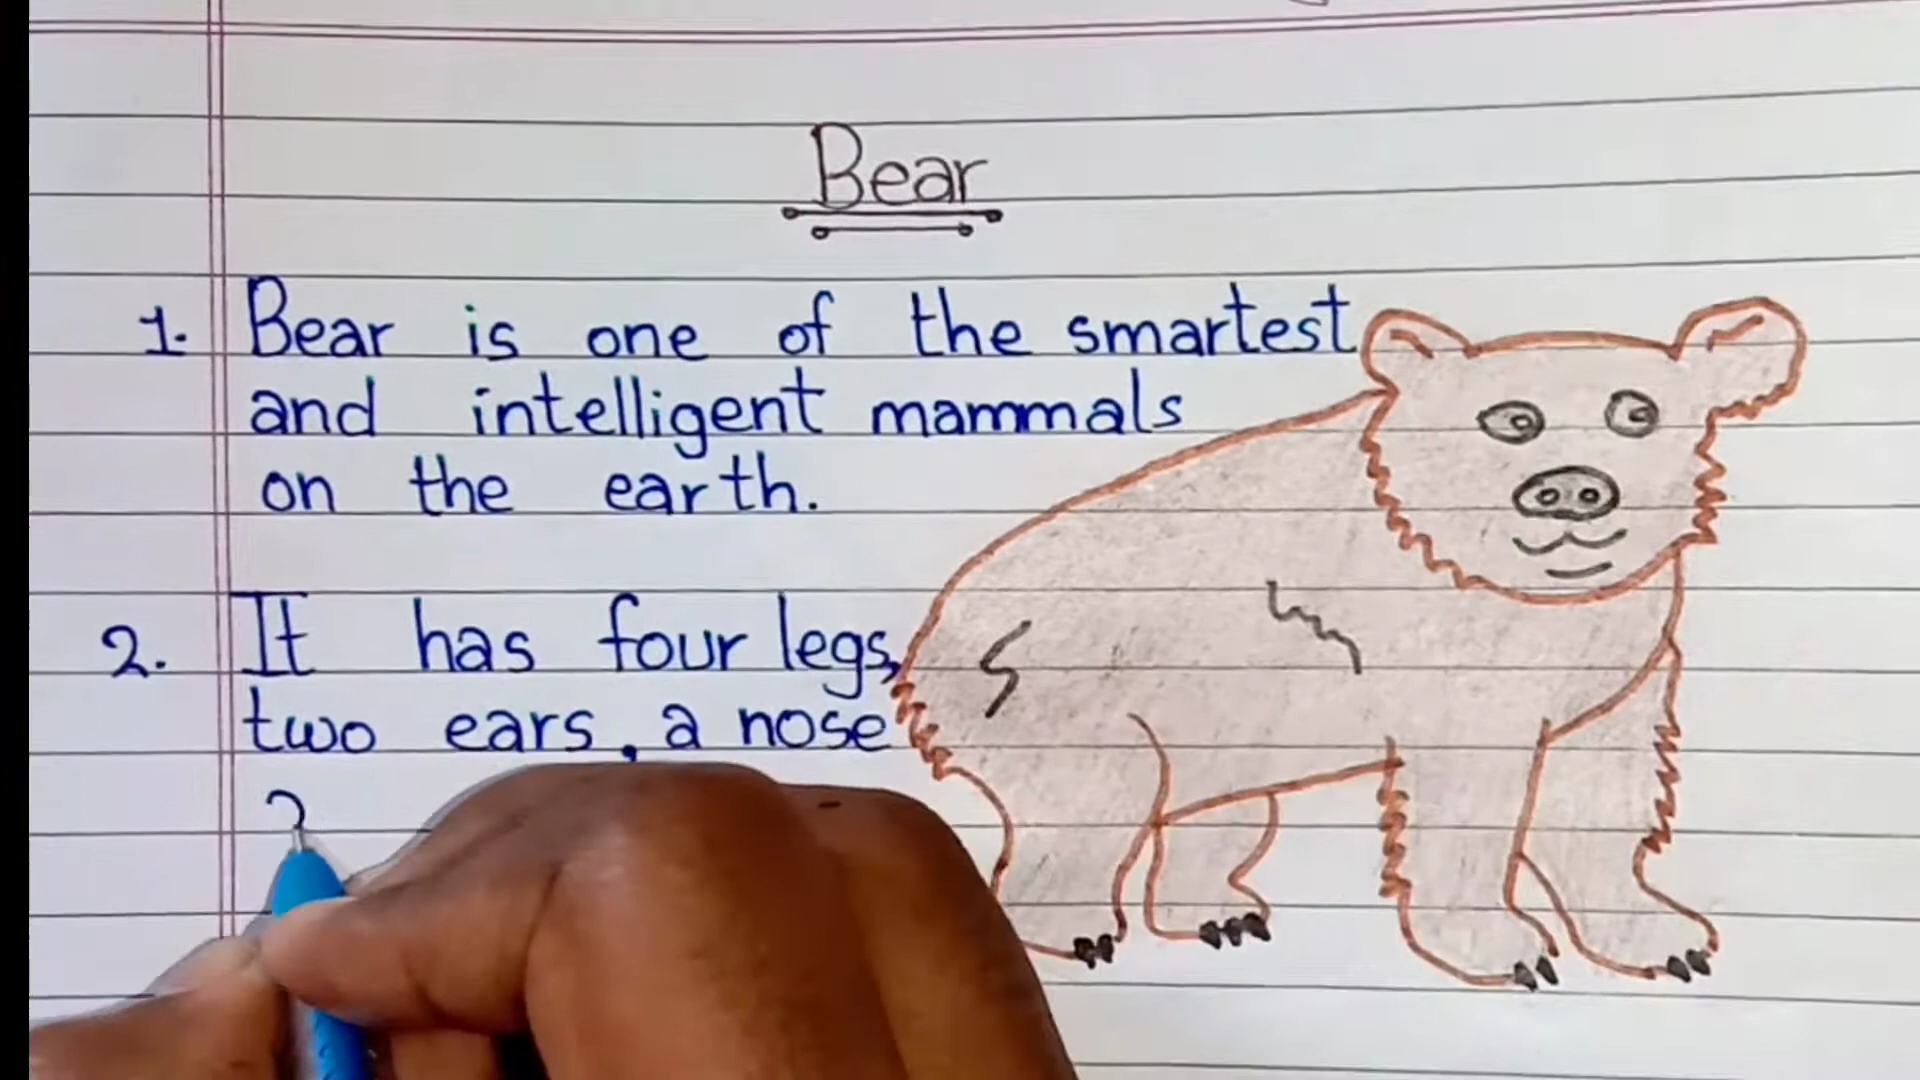 Bear
1. Bear is one of the smartest
and intelligent mammals
on the earth.
2. It has four legs,
two ears, a nose